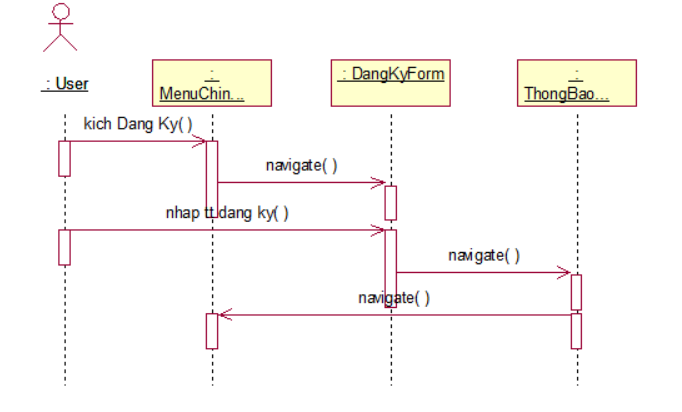 : User
:
MenuChin...
: DangKyForm
:
ThongBao...
kich Dang Ky( )
navigate( )
nhap tt dang ky( )
navigate( )
navigate( )